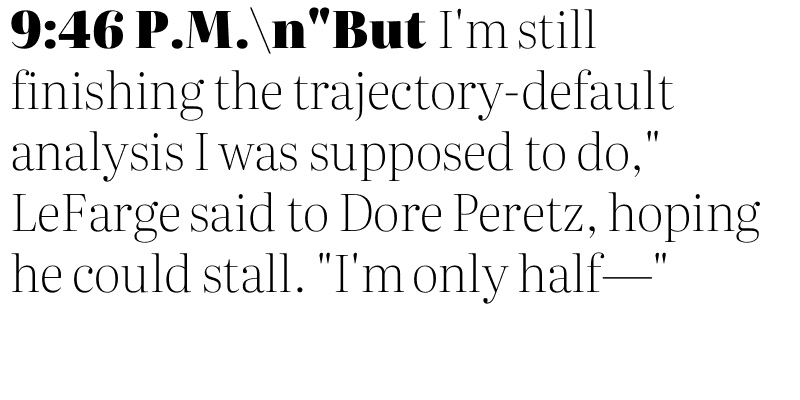 9:46 P.M.\n"But I'm still
finishing the trajectory-default
analysis I was supposed to do,"
LeFarge said to Dore Peretz, hoping
he could stall. "I'm only half—"